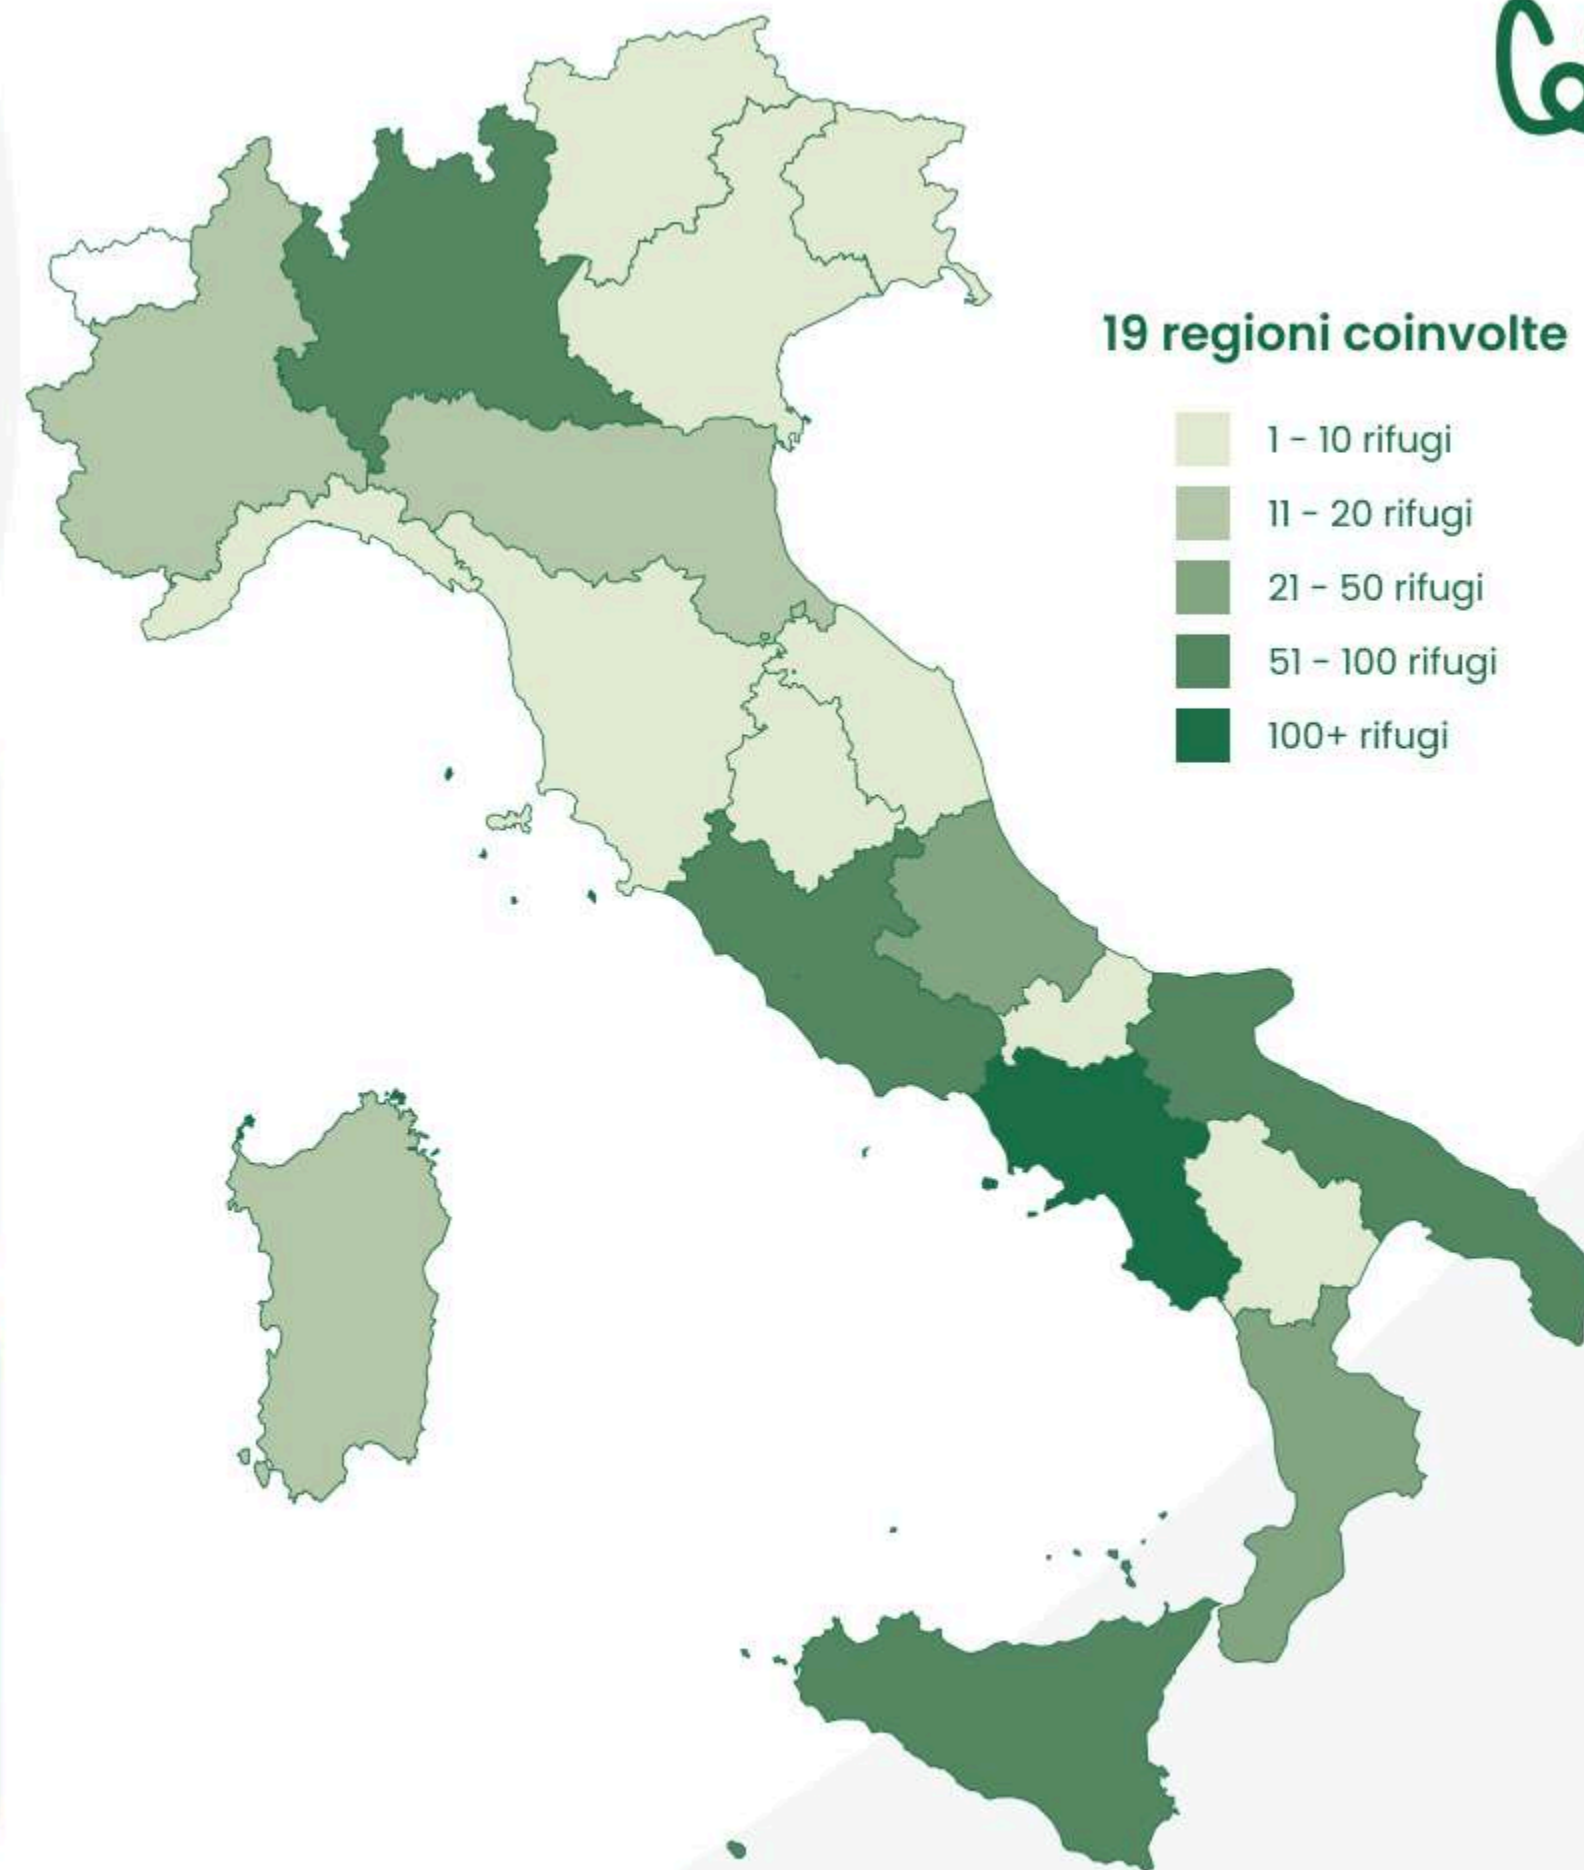 19 regioni coinvolte
1 - 10 rifugi
11 - 20 rifugi
21 - 50 rifugi
51 - 100 rifugi
100+ rifugi